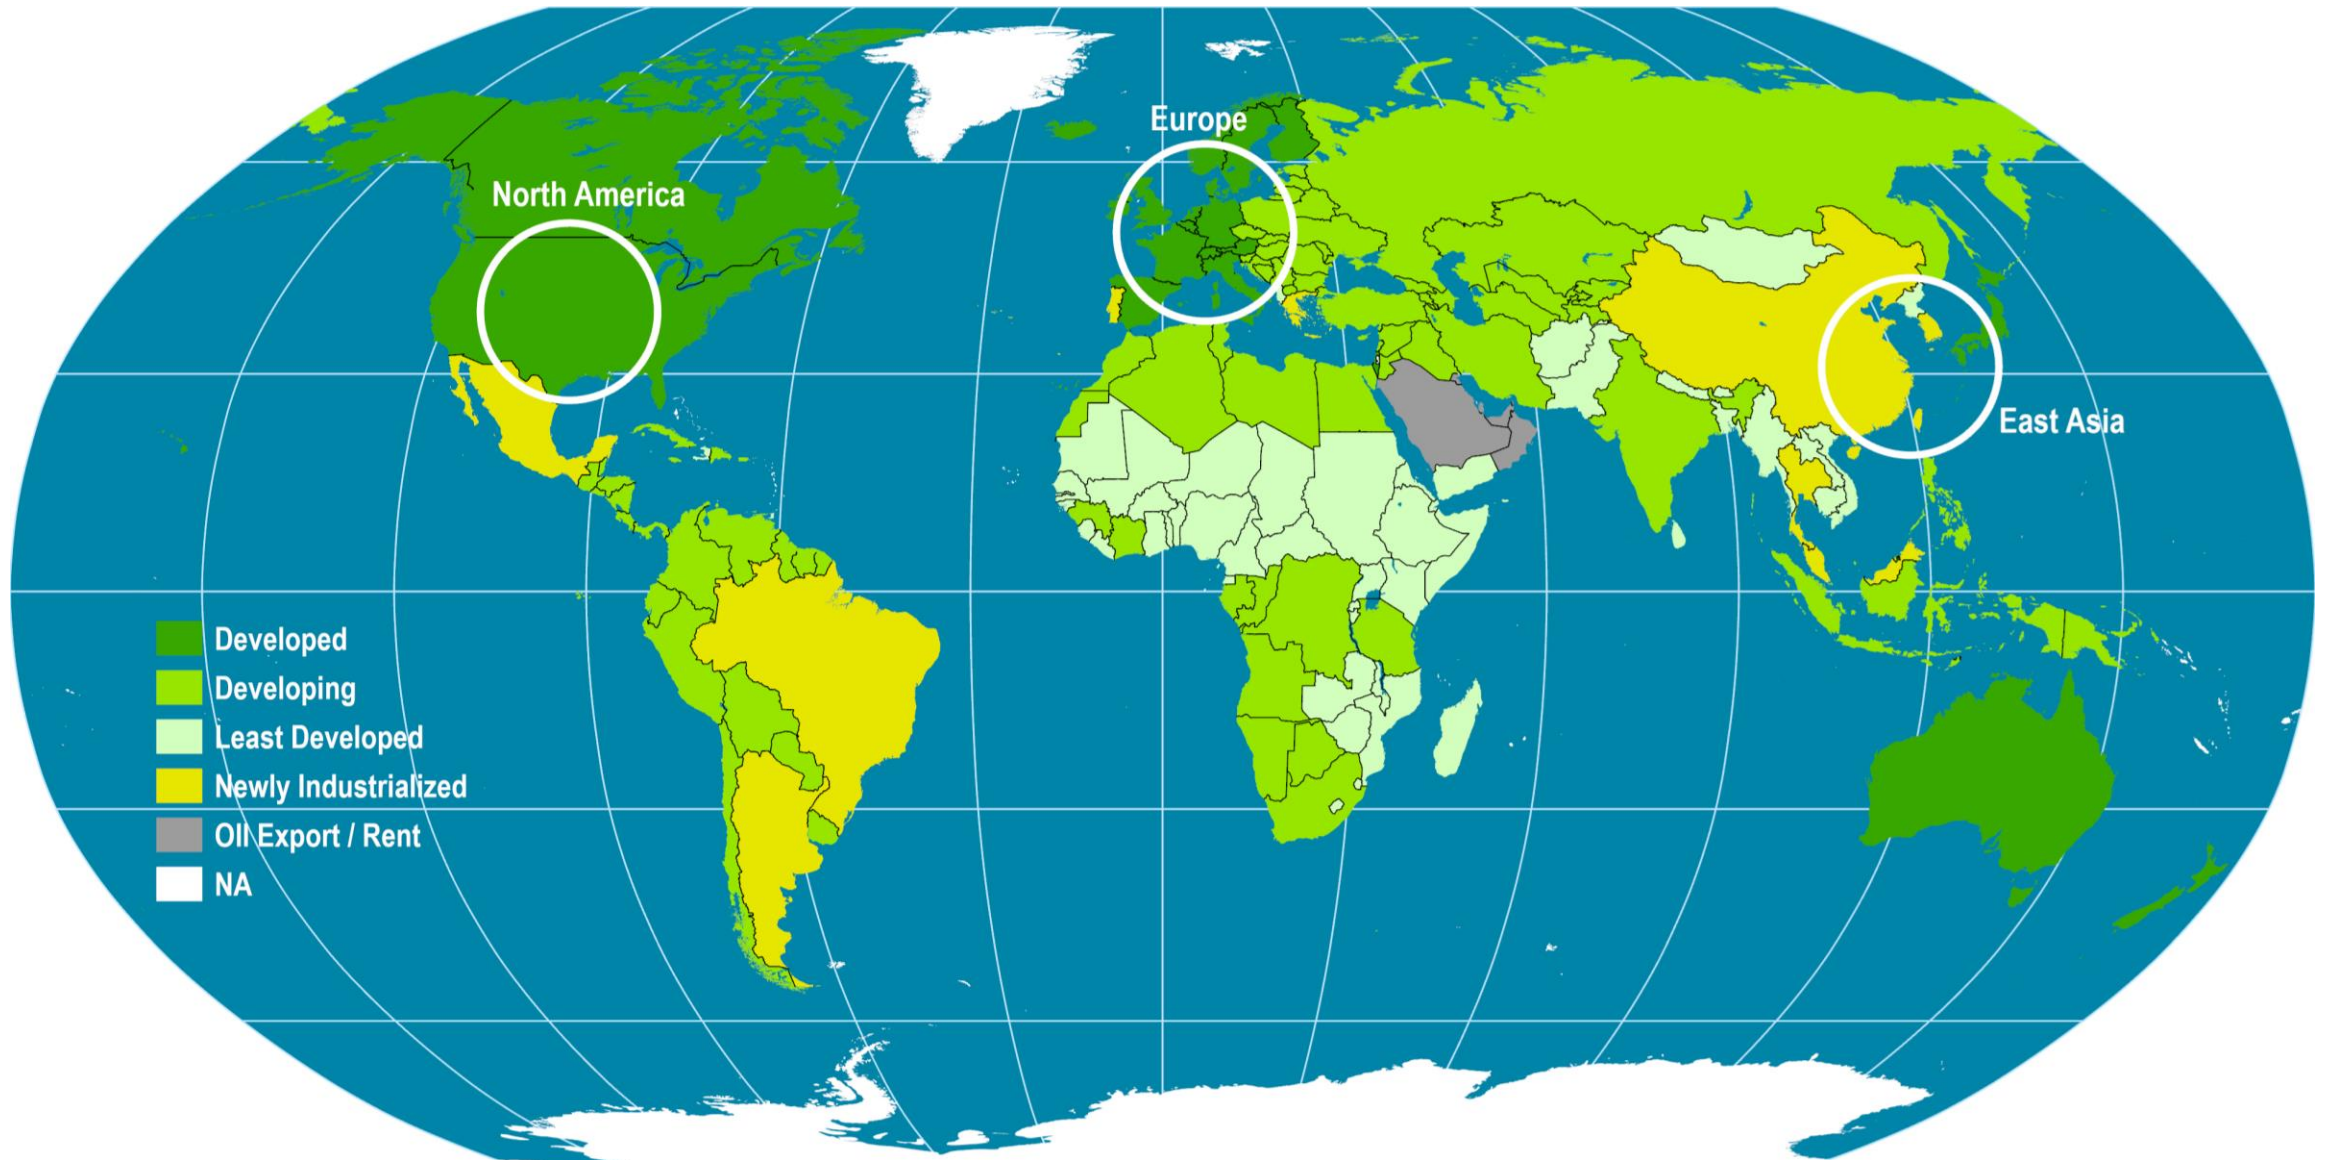 Europe
North America
East Asia
Developed
Developing
Least Developed
Newly Industrialized
OIl Export / Rent
NA